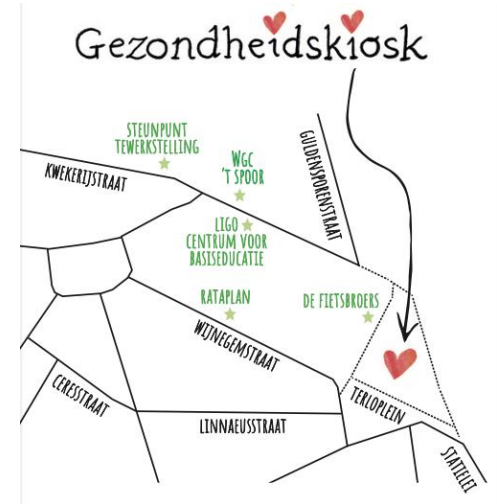 Gezondheidskiosk
STEUNPUNT
TEWERKSTELLING
KWEKERIJSTRAAT
WGC
'T SPOOR
GULDENSPORENSTRAAT
LIGO
CENTRUM VOOR
BASISEDUCATIE
RATAPLAN
DE FIETSBROERS
WIJNEGEMSTRAAT
CERESSTRAAT
TERLOPLEIN
LINNAEUSSTRAAT
STATIELEI